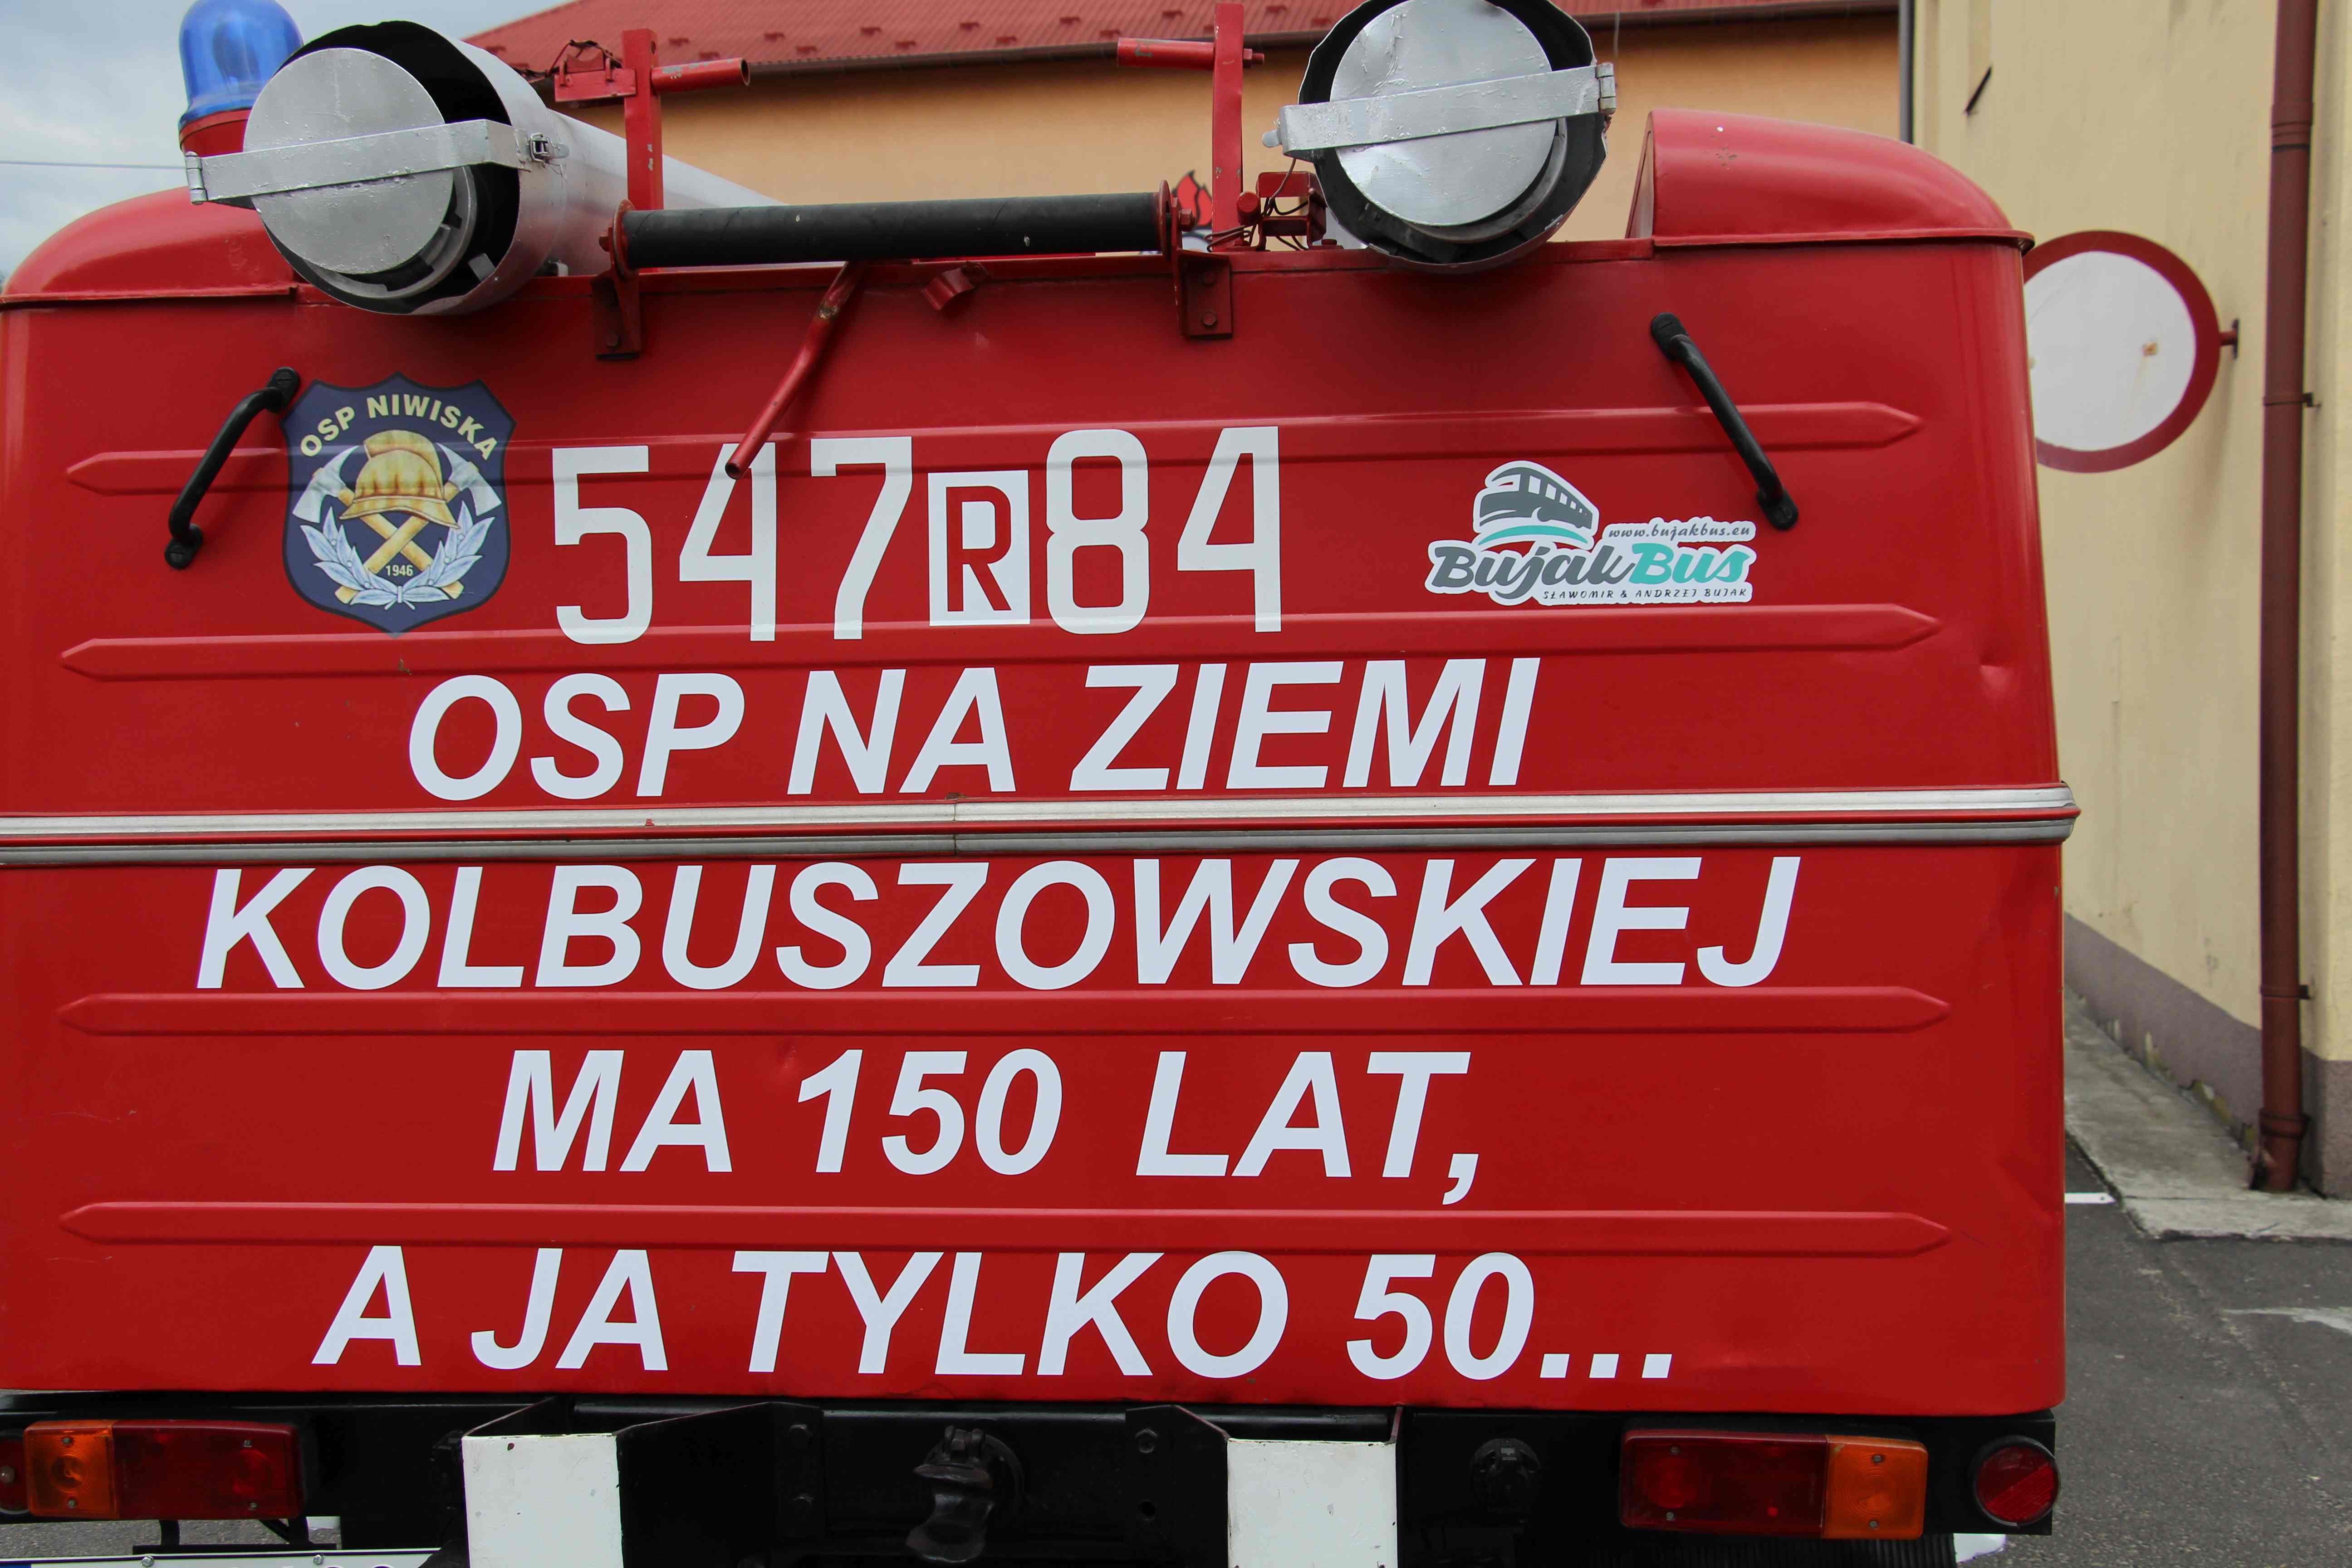 OSP NIWISKA
1946
547R84
www.bujakbus.eu
BujakBus
SŁAWOMIR & ANDRZEJ BUJAK
OSP NA ZIEMI
KOLBUSZOWSKIEJ
MA 150 LAT,
A JA TYLKO 50...